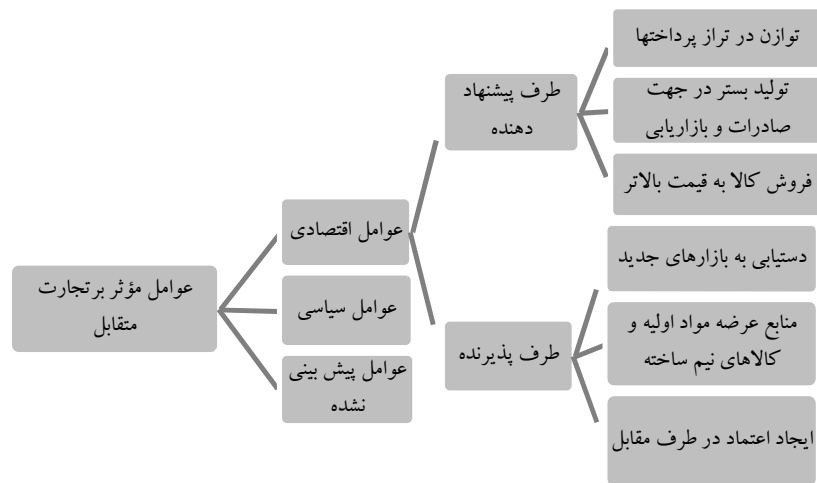 عوامل مؤثر برتجارت
متقابل
عوامل اقتصادی
عوامل سیاسی
عوامل پیش بینی
نشده
طرف پیشنهاد
دهنده
طرف پذیرنده
توازن در تراز پرداختها
تولید بستر در جهت
صادرات و بازاریابی
فروش کالا به قیمت بالاتر
دستیابی به بازارهای جدید
منابع عرضه مواد اولیه و
کالاهای نیم ساخته
ایجاد اعتماد در طرف مقابل